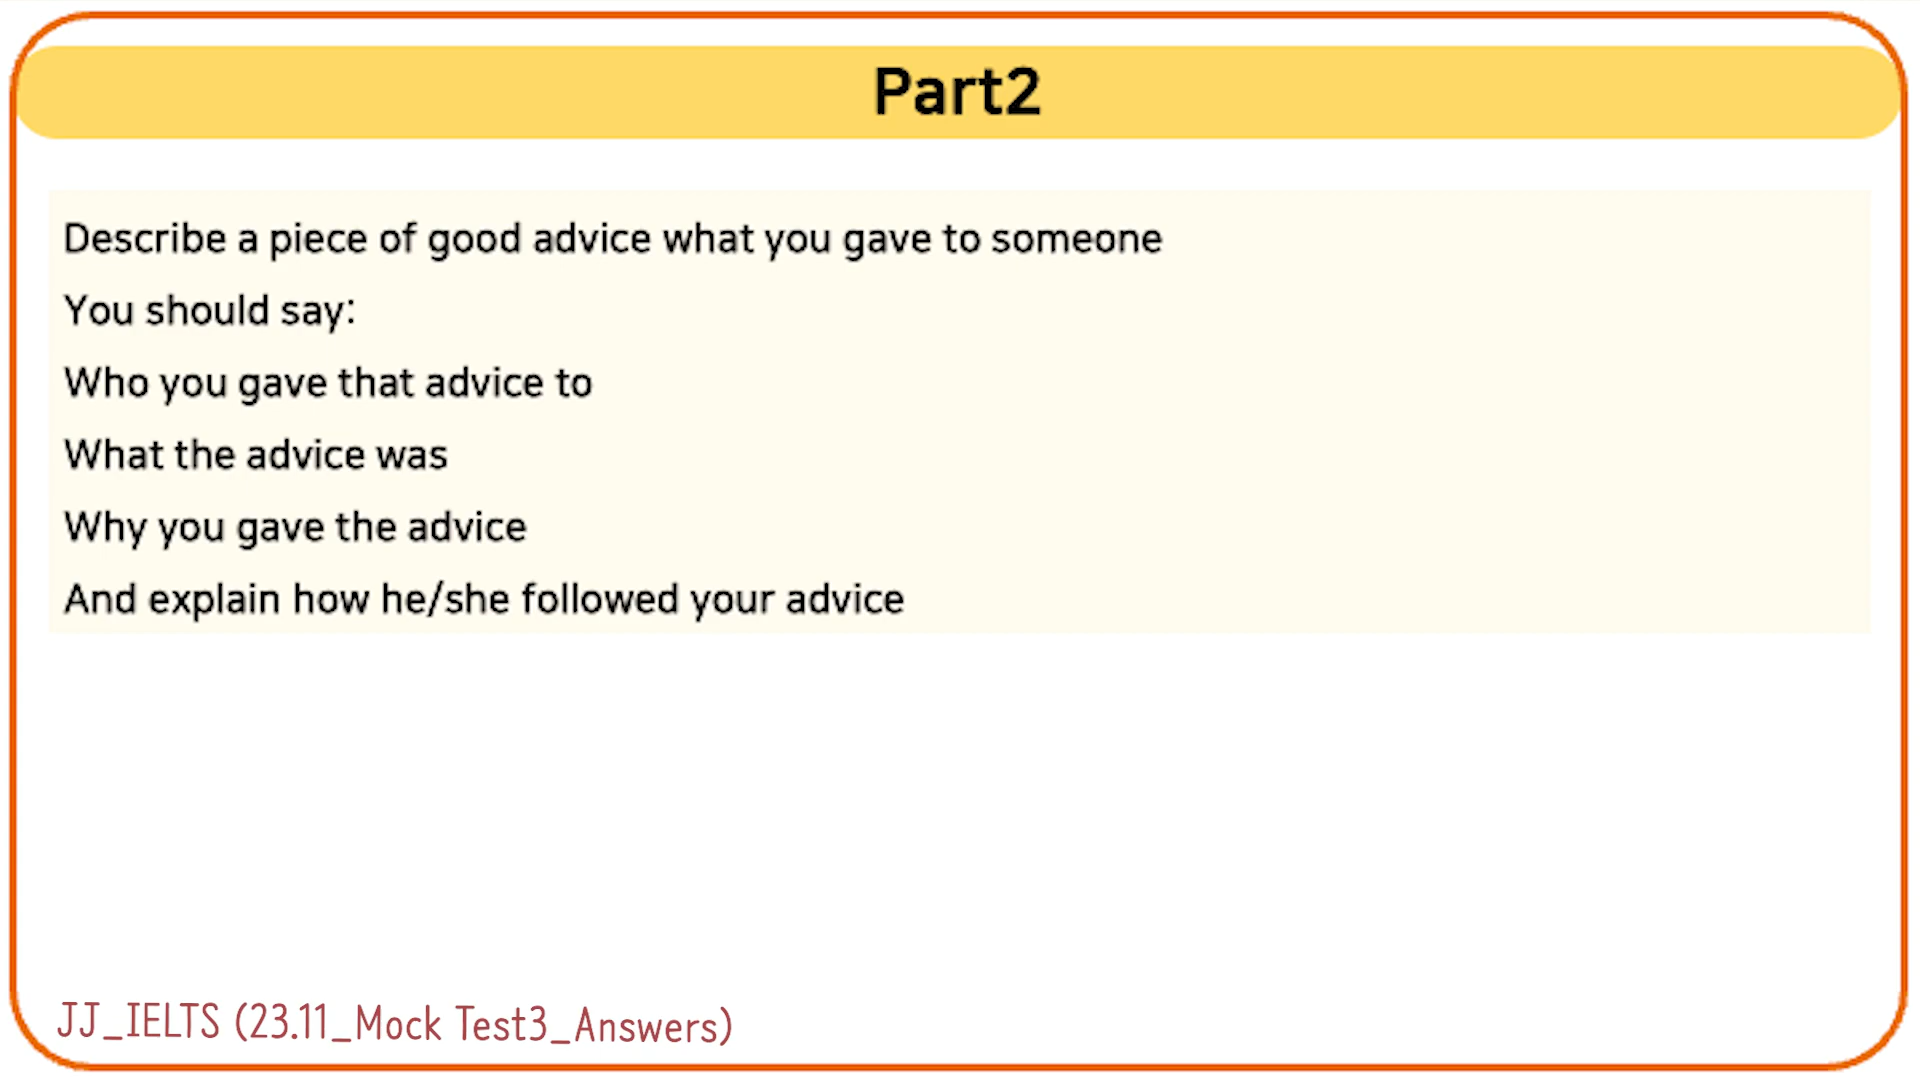 Part2
Describe a piece of good advice what you gave to someone
You should say:
Who you gave that advice to
What the advice was
Why you gave the advice
And explain how he/she followed your advice
JJ_IELTS (23.11_Mock Test3_Answers)